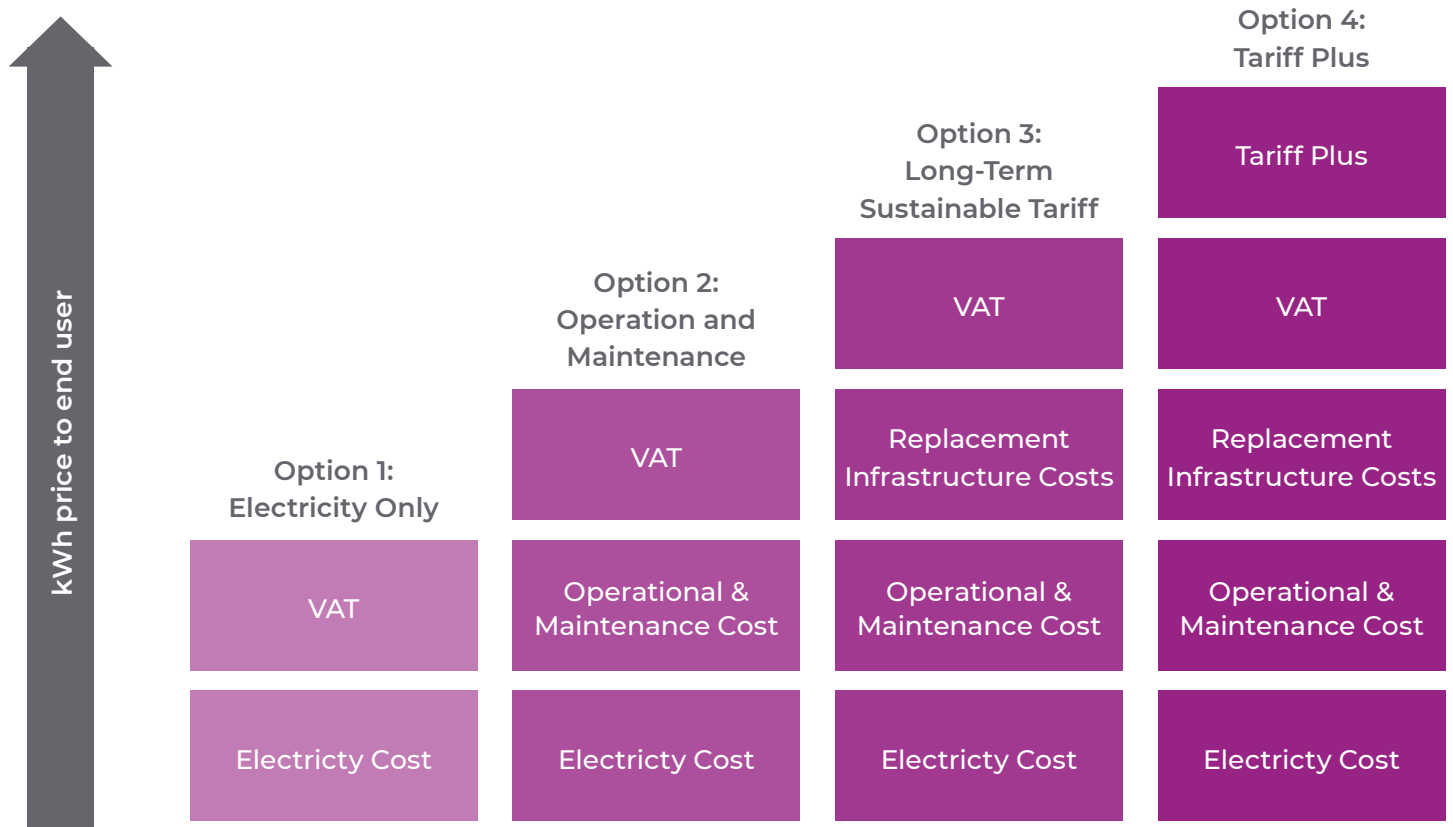 kWh price to end user
Option 1:
Electricity Only
VAT
Electricty Cost
Option 2:
Operation and
Maintenance
VAT
Operational &
Maintenance Cost
Electricty Cost
Option 3:
Long-Term
Sustainable Tariff
VAT
Replacement
Infrastructure Costs
Operational &
Maintenance Cost
Electricty Cost
Option 4:
Tariff Plus
Tariff Plus
VAT
Replacement
Infrastructure Costs
Operational &
Maintenance Cost
Electricty Cost